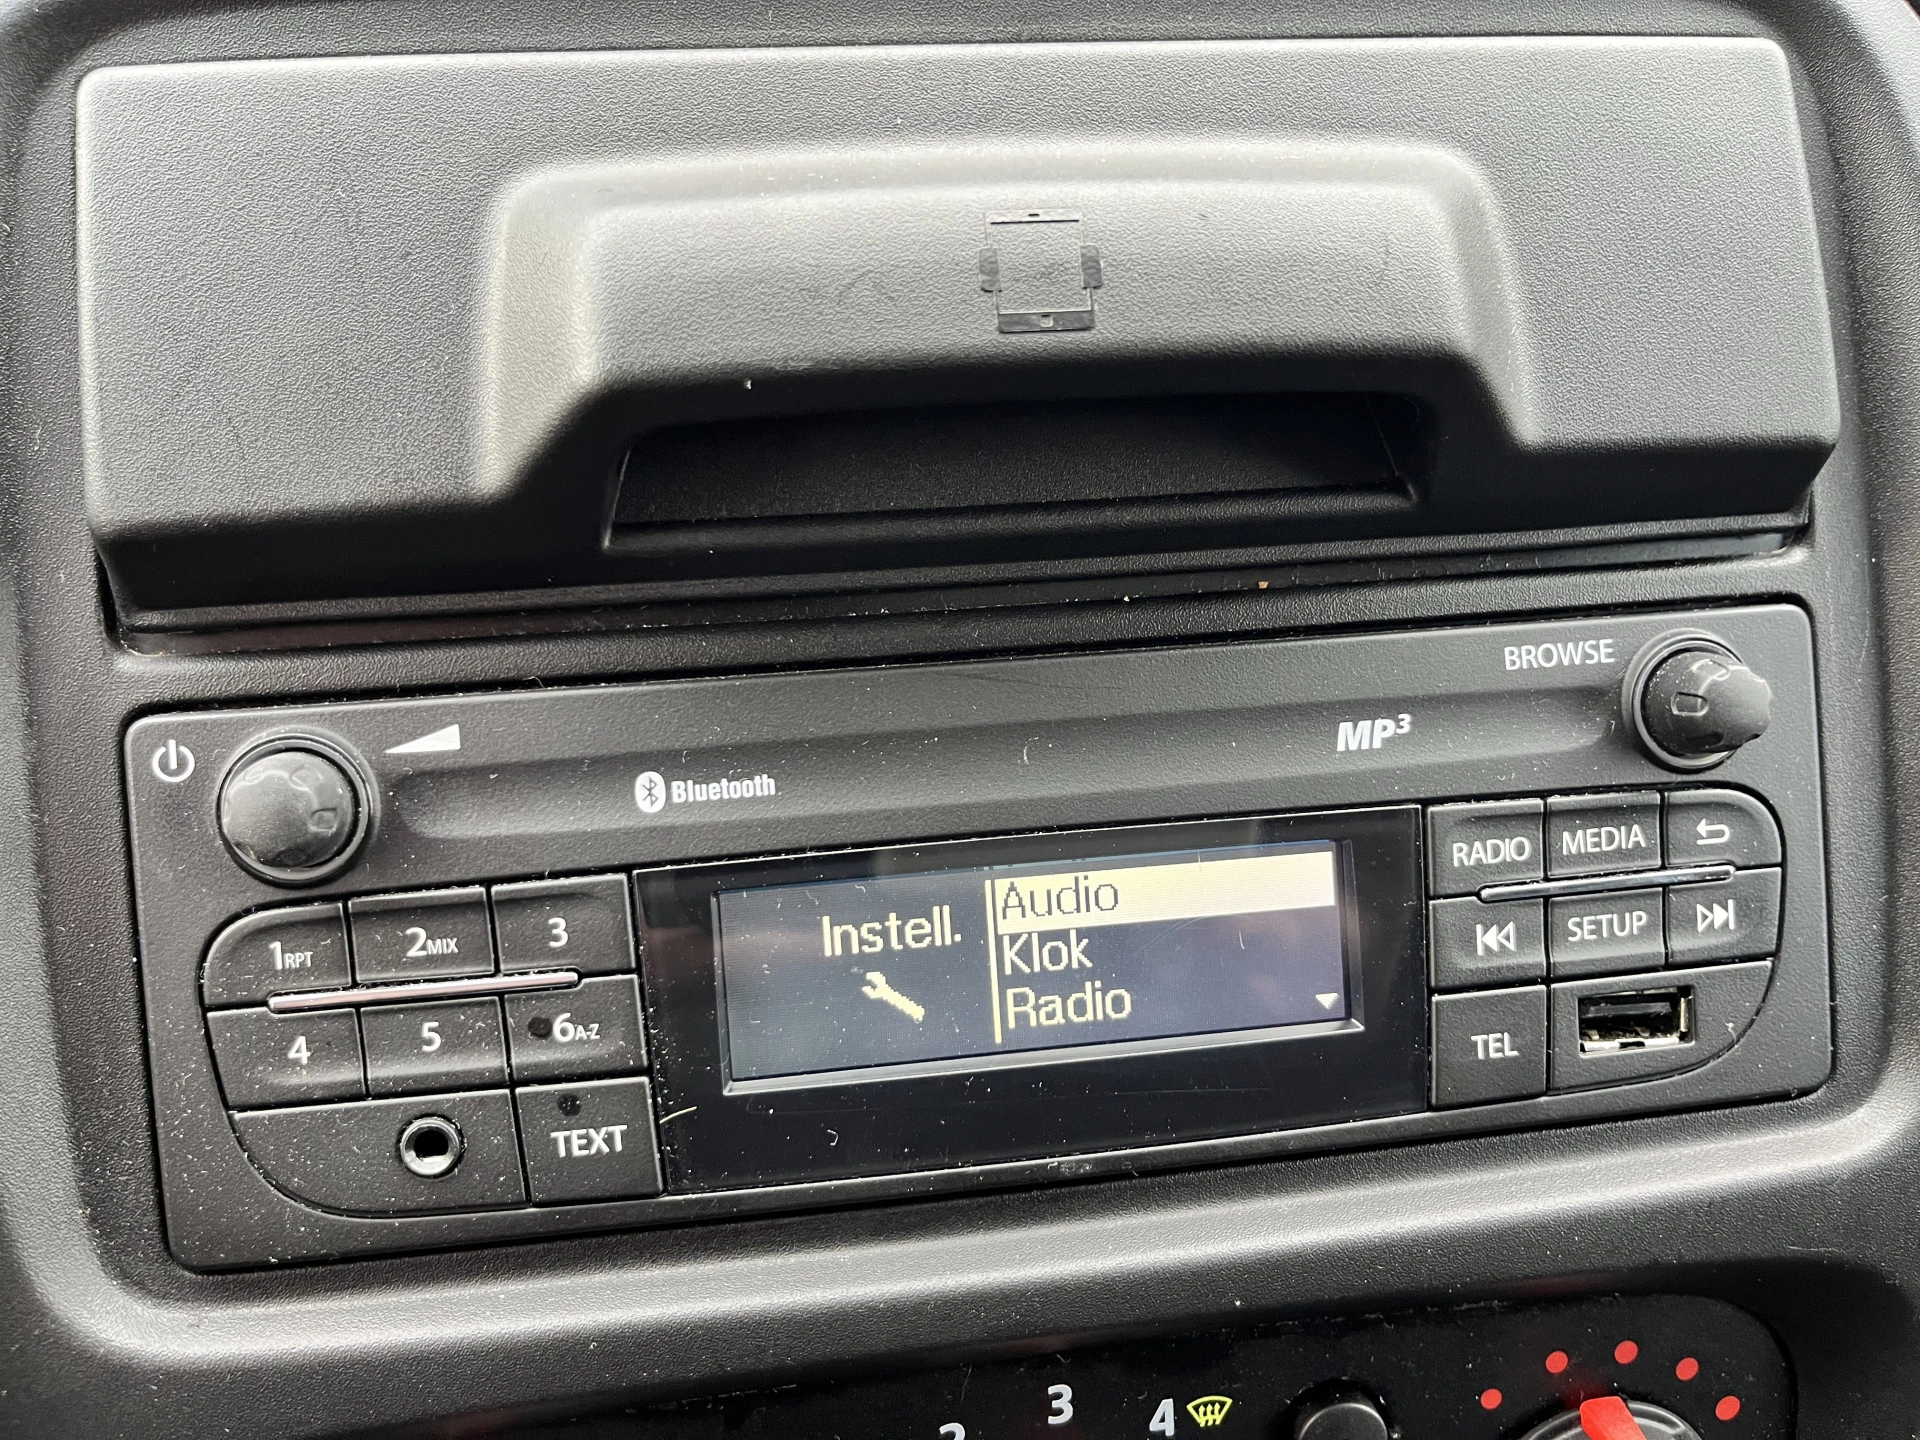 BROWSE
MP3
Bluetooth
RADIO
MEDIA
Instell.
Audio
Klok
Radio
1RPT
2MIX
3
SETUP
4
5
6A-Z
TEL
TEXT
2
3
4